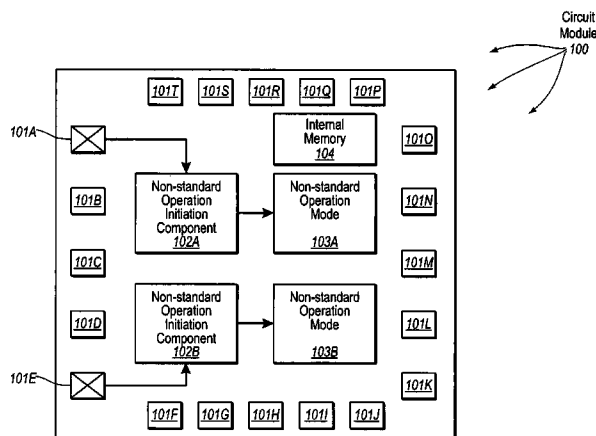 Circuit
Module
100
101T 101S 101R 101Q 101P
101A
Internal
Memory
104
101O
101B
Non-standard
Operation
Initiation
Component
102A
Non-standard
Operation
Mode
103A
101N
101C
101M
101D
Non-standard
Operation
Initiation
Component
102B
Non-standard
Operation
Mode
103B
101L
101E
101K
101F 101G 101H 101I 101J